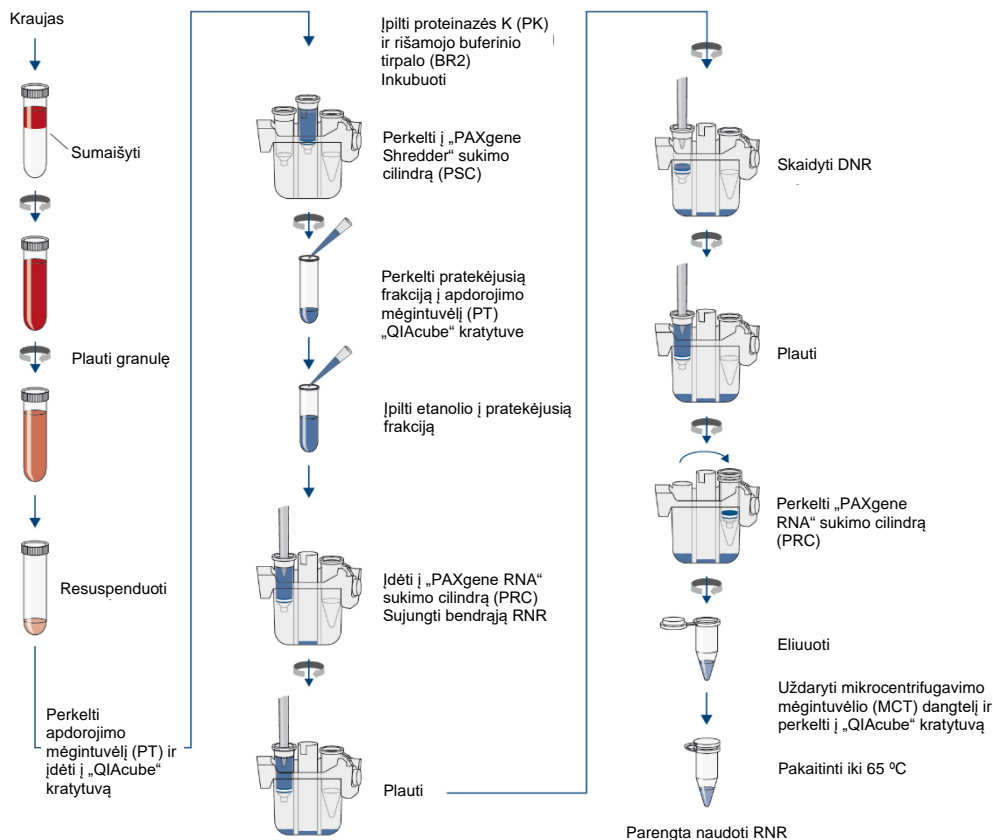 Kraujas
Sumaišyti
Plauti granulę
Resuspenduoti
Perkelti
apdorojimo
mėgintuvėlį (PT) ir
įdėti į „QIAcube“
kratytuvą
Įpilti proteinazės K (PK)
ir rišamojo buferinio
tirpalo (BR2)
Inkubuoti
Perkelti į „PAXgene
Shredder“ sukimo
cilindrą (PSC)
Perkelti pratekėjusią
frakciją į apdorojimo
mėgintuvėlį (PT)
„QIAcube“ kratytuve
Įpilti etanolio į pratekėjusią
frakciją
Įdėti į „PAXgene RNA“
sukimo cilindrą (PRC)
Sujungti bendrąją RNR
Plauti
Skaidyti DNR
Plauti
Perkelti „PAXgene
RNA“ sukimo cilindrą
(PRC)
Eliuuoti
Uždaryti mikrocentrifugavimo
mėgintuvėlio (MCT) dangtelį ir
perkelti į „QIAcube“ kratytuvą
Pakaitinti iki 65 ºC
Parengta naudoti RNR